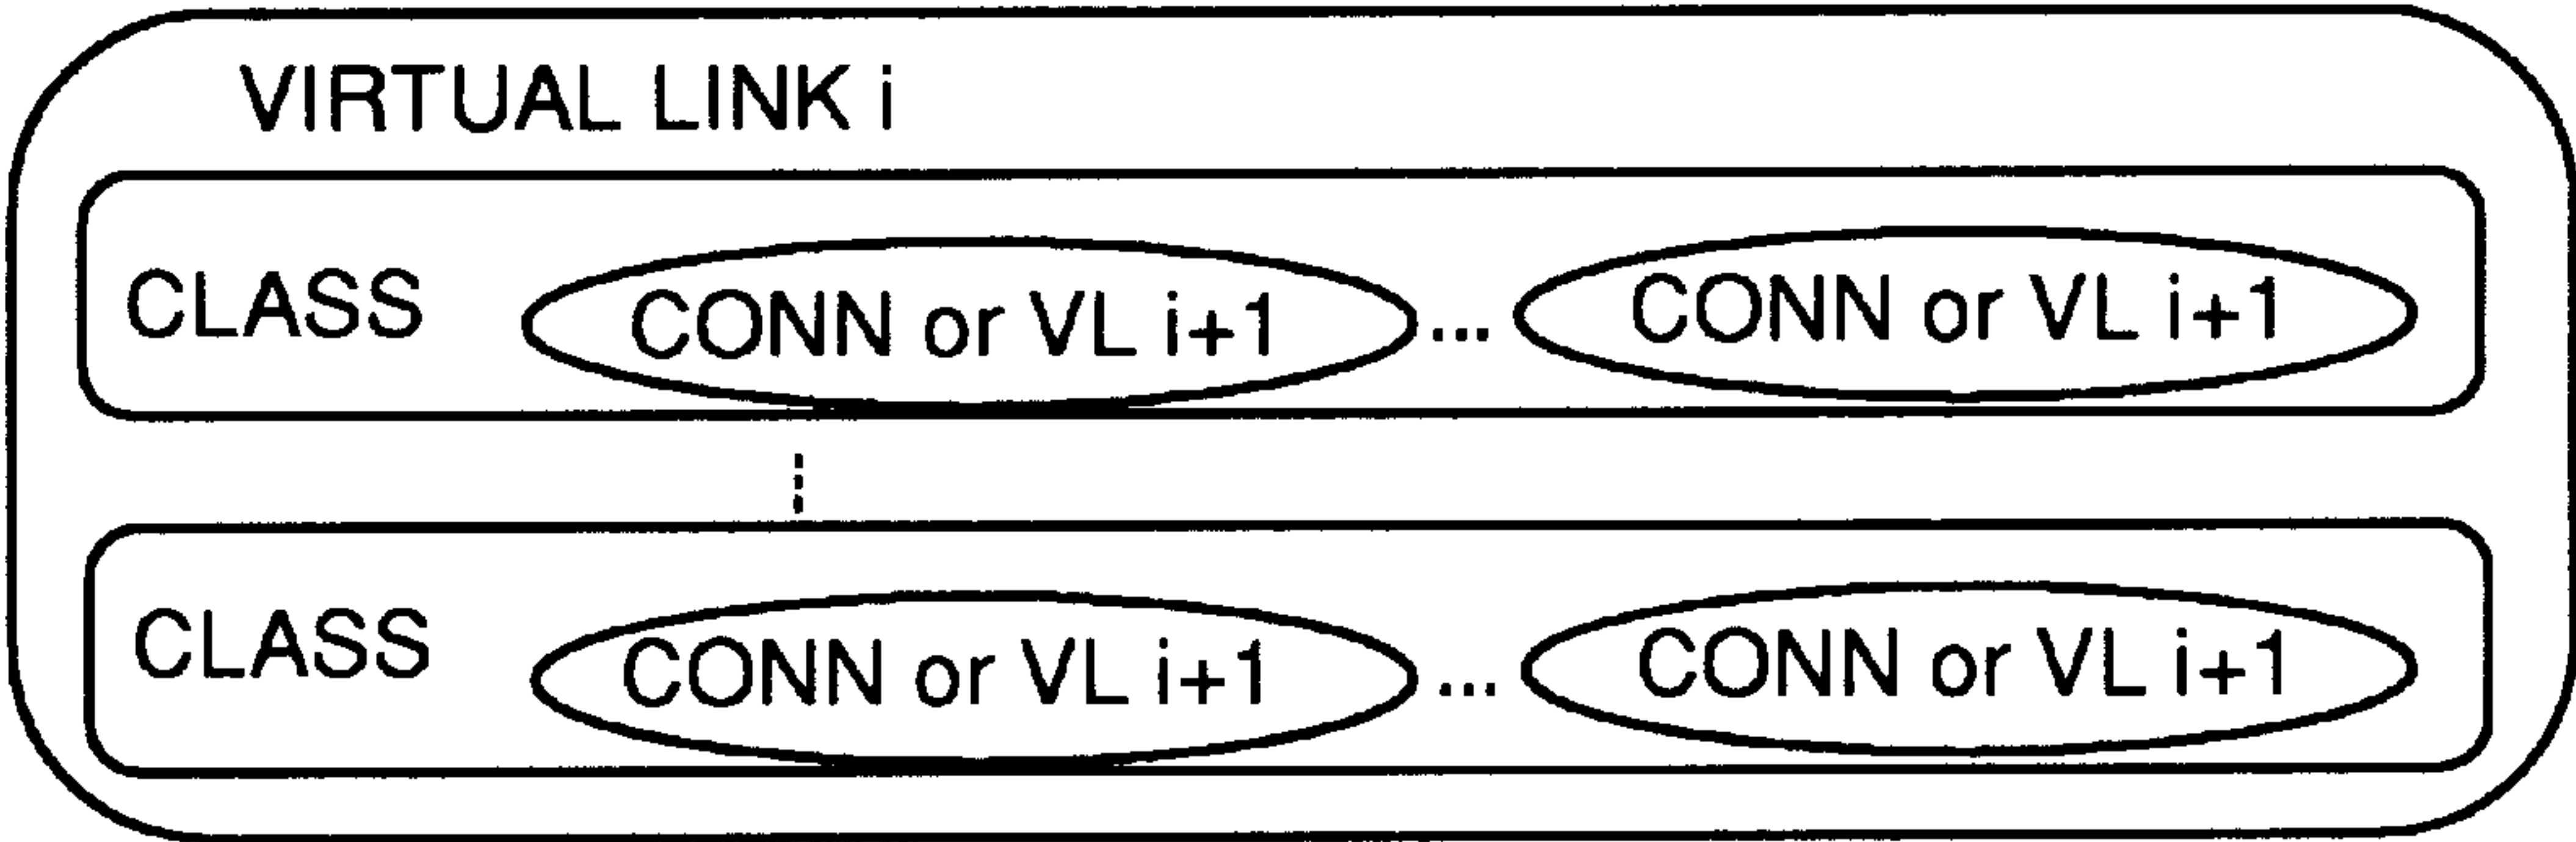 VIRTUAL LINK i
CLASS CONN or VL i+1 ... CONN or VL i+1
CLASS CONN or VL i+1 ... CONN or VL i+1